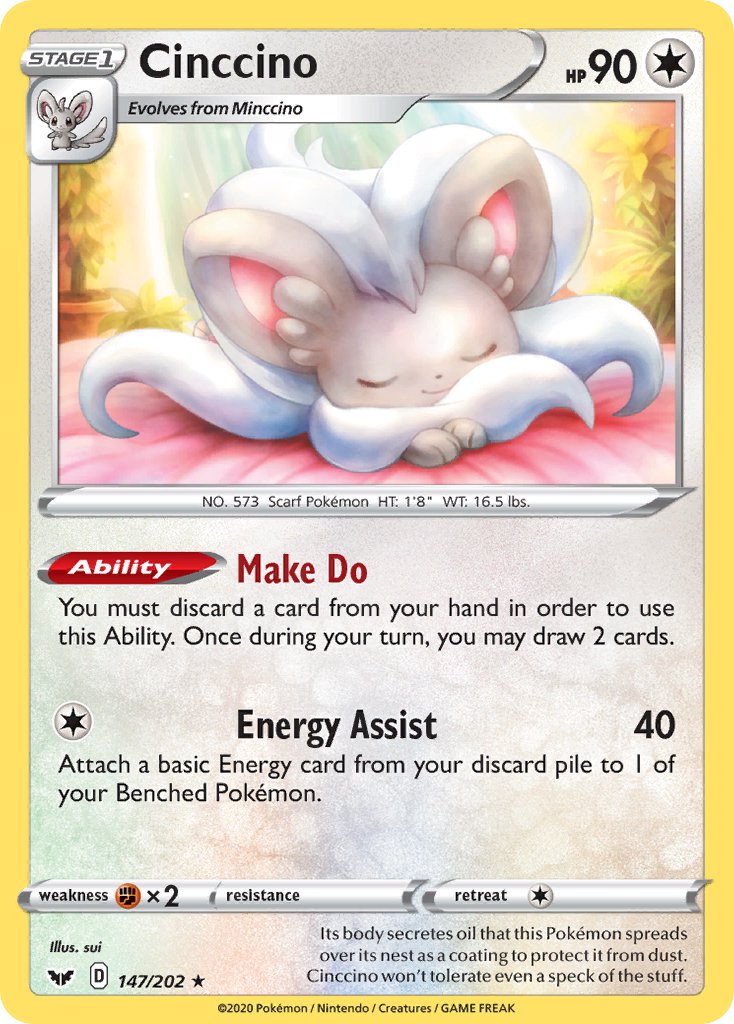 STAGE 1
Cinccino
HP 90
Evolves from Minccino
NO. 573 Scarf Pokémon HT: 1'8" WT: 16.5 lbs.
Ability Make Do
You must discard a card from your hand in order to use
this Ability. Once during your turn, you may draw 2 cards.
Energy Assist 40
Attach a basic Energy card from your discard pile to 1 of
your Benched Pokémon.
weakness ×2 resistance retreat
Illus. sui
Its body secretes oil that this Pokémon spreads
over its nest as a coating to protect it from dust.
Cinccino won't tolerate even a speck of the stuff.
D 147/202 ★
©2020 Pokémon / Nintendo / Creatures / GAME FREAK